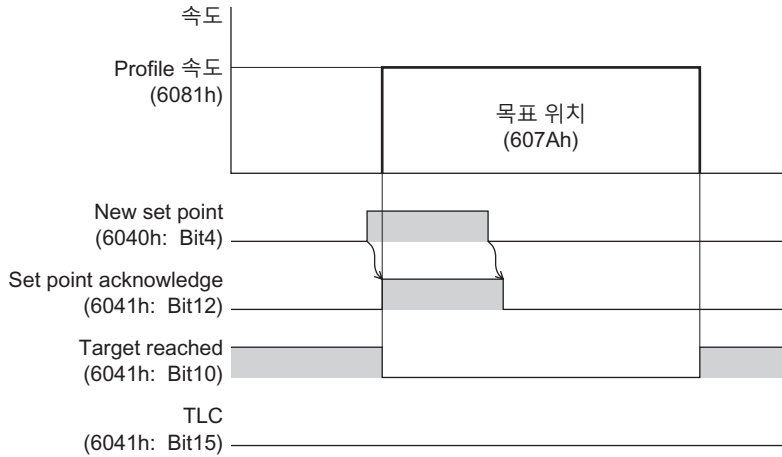 속도
Profile 속도
(6081h)
목표 위치
(607Ah)
New set point
(6040h: Bit4)
Set point acknowledge
(6041h: Bit12)
Target reached
(6041h: Bit10)
TLC
(6041h: Bit15)